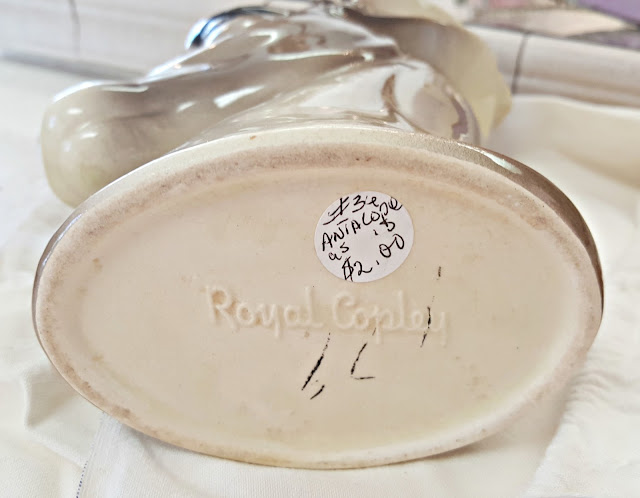 #3e
ANTALOPE
as is
$2.00
Royal Copley